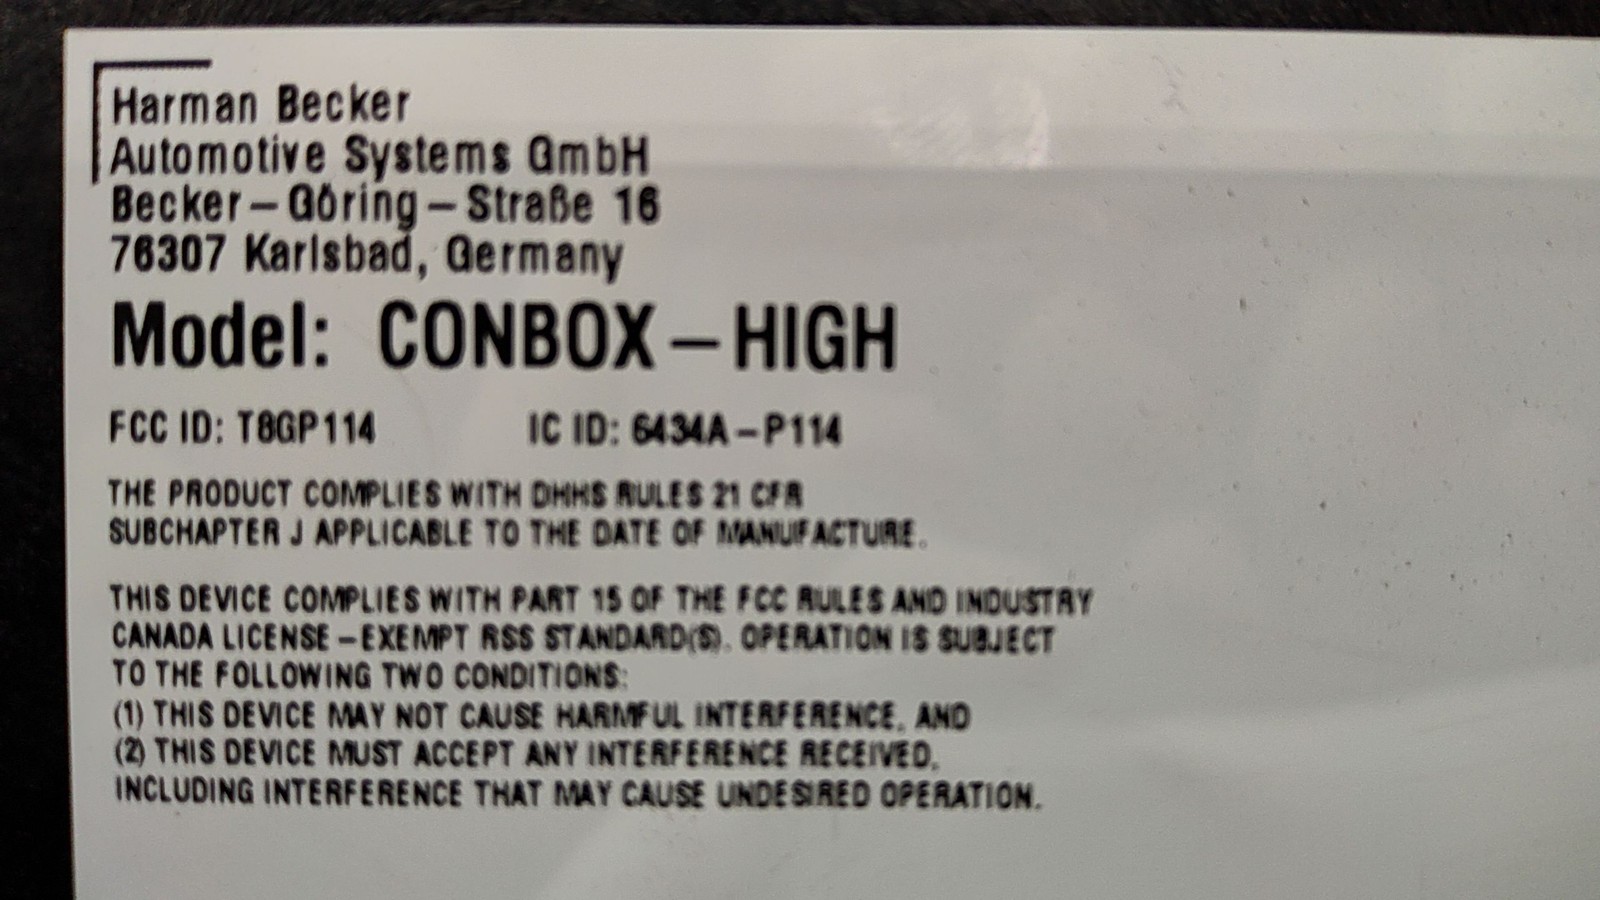 Harman Becker
Automotive Systems GmbH
Becker-Göring-Straße 16
76307 Karlsbad, Germany
Model: CONBOX-HIGH
FCC ID: T8GP114 IC ID: 6434A-P114
THE PRODUCT COMPLIES WITH DHHS RULES 21 CFR
SUBCHAPTER J APPLICABLE TO THE DATE OF MANUFACTURE.
THIS DEVICE COMPLIES WITH PART 15 OF THE FCC RULES AND INDUSTRY
CANADA LICENSE-EXEMPT RSS STANDARD(S). OPERATION IS SUBJECT
TO THE FOLLOWING TWO CONDITIONS:
(1) THIS DEVICE MAY NOT CAUSE HARMFUL INTERFERENCE, AND
(2) THIS DEVICE MUST ACCEPT ANY INTERFERENCE RECEIVED,
INCLUDING INTERFERENCE THAT MAY CAUSE UNDESIRED OPERATION.